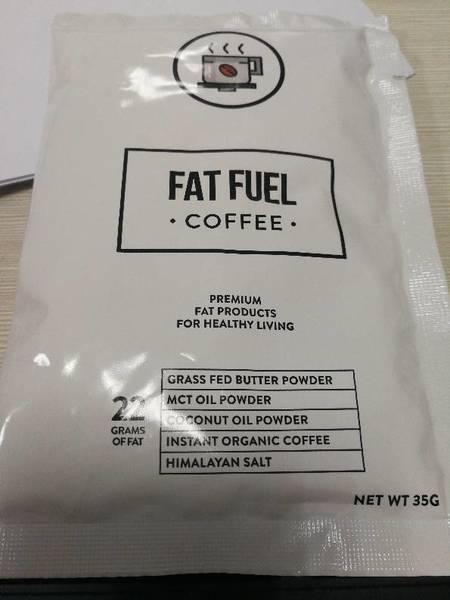 FAT FUEL
• COFFEE •
PREMIUM
FAT PRODUCTS
FOR HEALTHY LIVING
22
GRAMS
OF FAT
GRASS FED BUTTER POWDER
MCT OIL POWDER
COCONUT OIL POWDER
INSTANT ORGANIC COFFEE
HIMALAYAN SALT
NET WT 35G